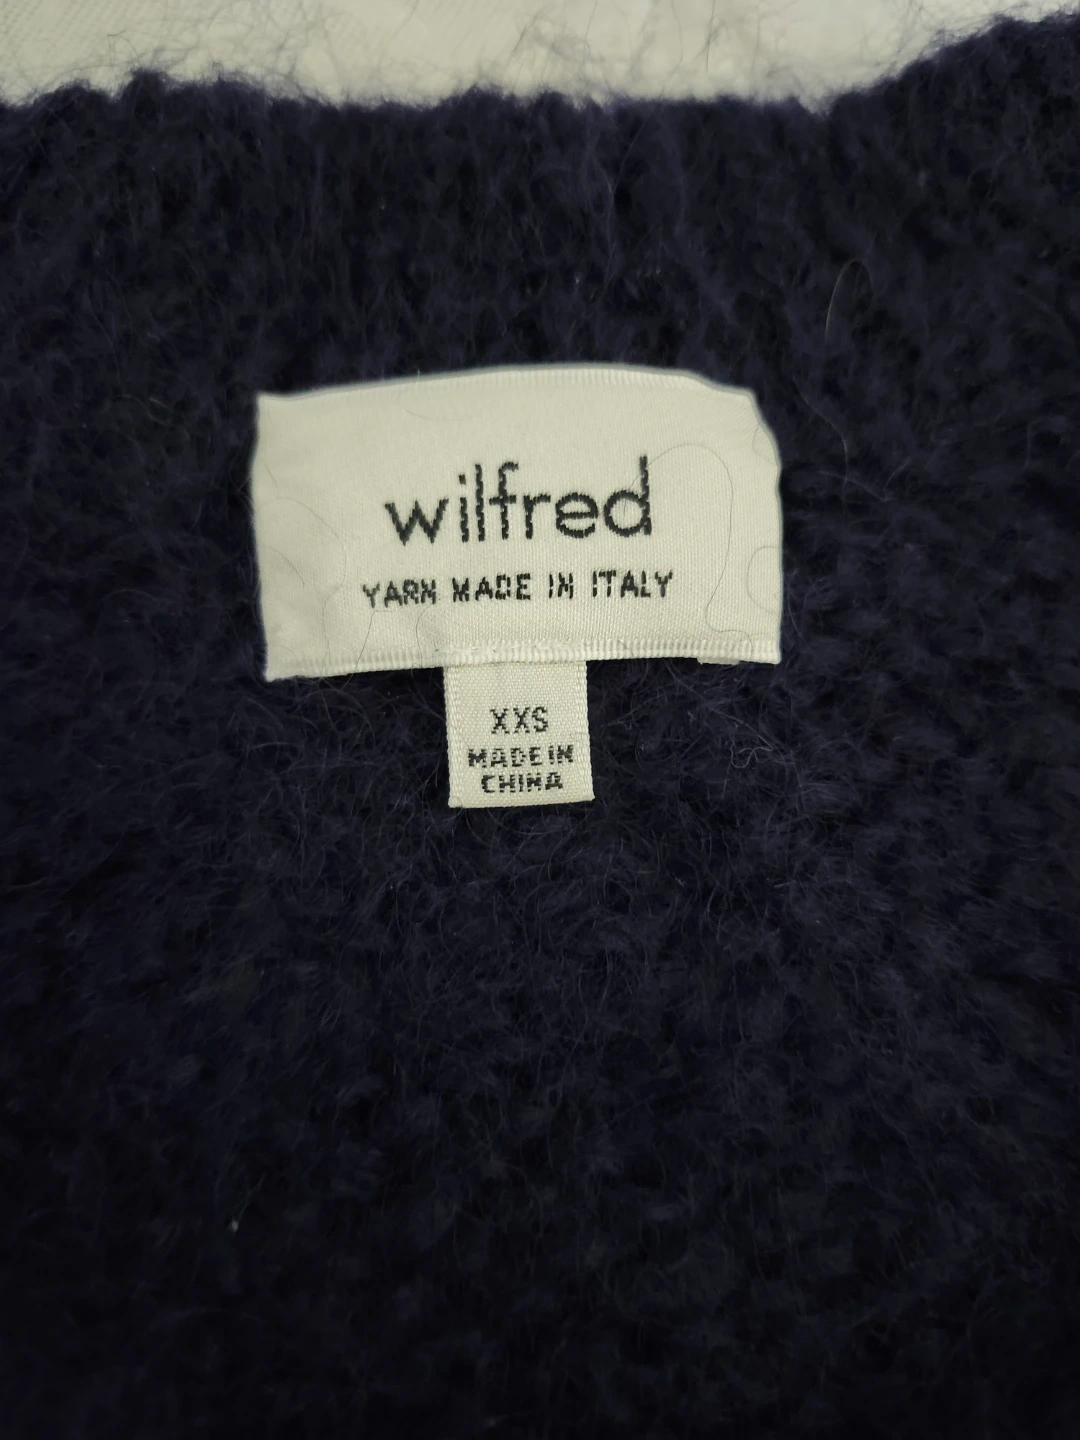 wilfred
YARN MADE IN ITALY
XXS
MADE IN
CHINA